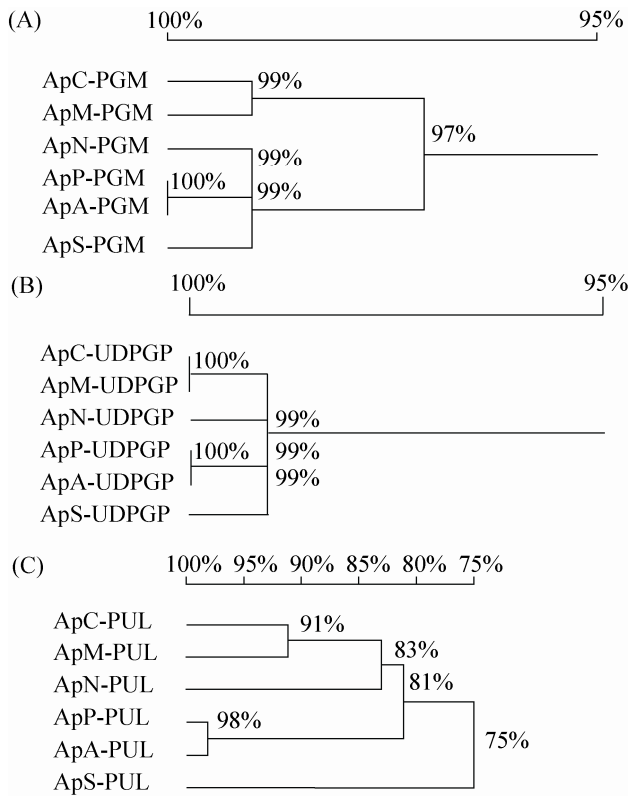 (A)
100% 95%
ApC-PGM
99%
ApM-PGM
97%
ApN-PGM
99%
ApP-PGM
100%
99%
ApA-PGM
ApS-PGM
(B)
100% 95%
ApC-UDPGP
100%
ApM-UDPGP
ApN-UDPGP
99%
ApP-UDPGP
100%
99%
ApA-UDPGP
99%
ApS-UDPGP
(C)
100% 95% 90% 85% 80% 75%
ApC-PUL
91%
ApM-PUL
83%
ApN-PUL
81%
ApP-PUL
98%
ApA-PUL
75%
ApS-PUL